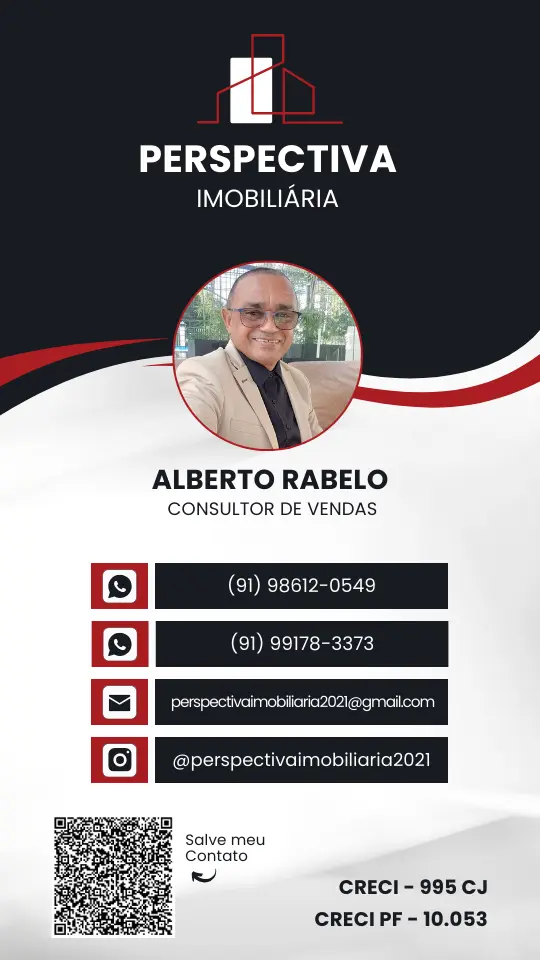 PERSPECTIVA
IMOBILIÁRIA
ALBERTO RABELO
CONSULTOR DE VENDAS
(91) 98612-0549
(91) 99178-3373
perspectivaimobiliaria2021@gmail.com
@perspectivaimobiliaria2021
Salve meu
Contato
CRECI - 995 CJ
CRECI PF - 10.053